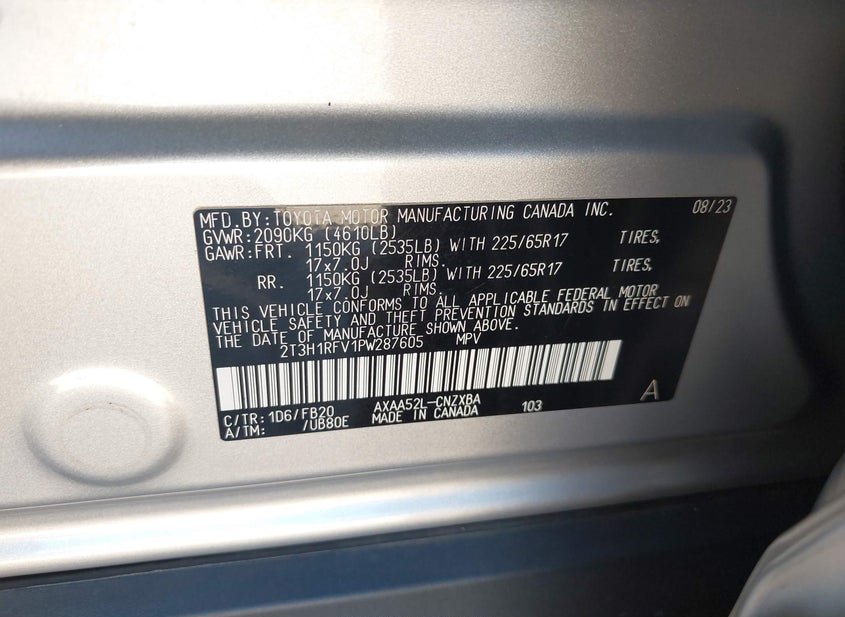 MFD.BY: TOYOTA MOTOR MANUFACTURING CANADA INC. 08/23
GVWR: 2090KG (4610LB)
GAWR: FRT. 1150KG (2535LB) WITH 225/65R17 TIRES,
17x7.0J RIMS.
RR. 1150KG (2535LB) WITH 225/65R17 TIRES,
17x7.0J RIMS.
THIS VEHICLE CONFORMS TO ALL APPLICABLE FEDERAL MOTOR
VEHICLE SAFETY AND THEFT PREVENTION STANDARDS IN EFFECT ON
THE DATE OF MANUFACTURE SHOWN ABOVE.
2T3H1RFV1PW287605 MPV
C/TR: 1D6/FB20 AXAA52L-CNZXBA 103 A
A/TM: /UB80E MADE IN CANADA